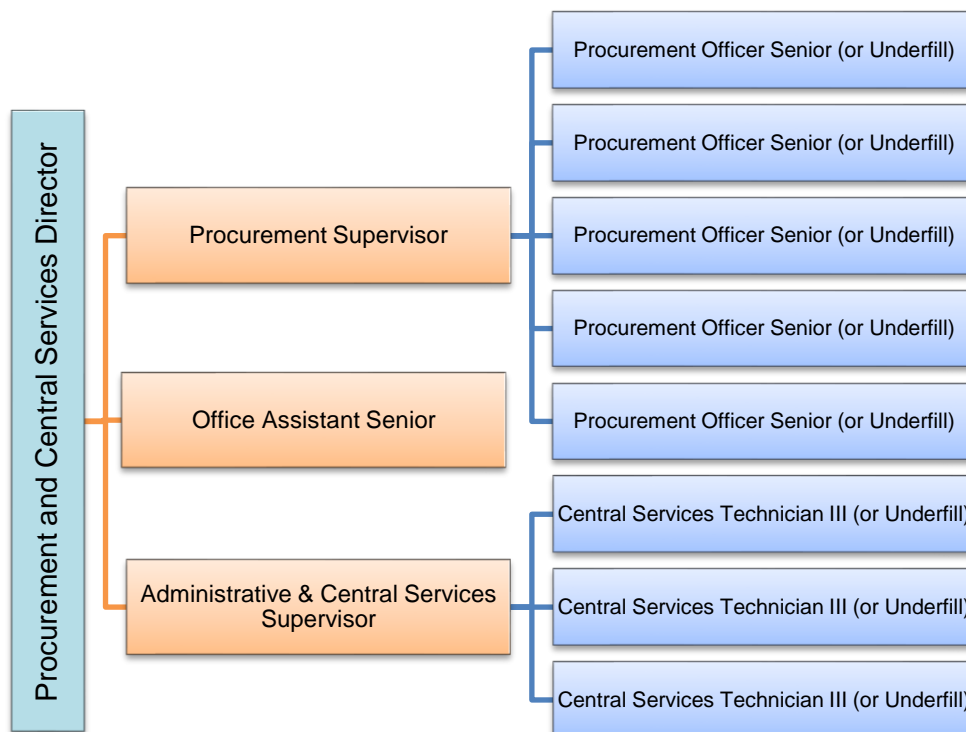 Procurement and Central Services Director
Procurement Supervisor
Office Assistant Senior
Administrative & Central Services
Supervisor
Procurement Officer Senior (or Underfill)
Procurement Officer Senior (or Underfill)
Procurement Officer Senior (or Underfill)
Procurement Officer Senior (or Underfill)
Procurement Officer Senior (or Underfill)
Central Services Technician III (or Underfill)
Central Services Technician III (or Underfill)
Central Services Technician III (or Underfill)